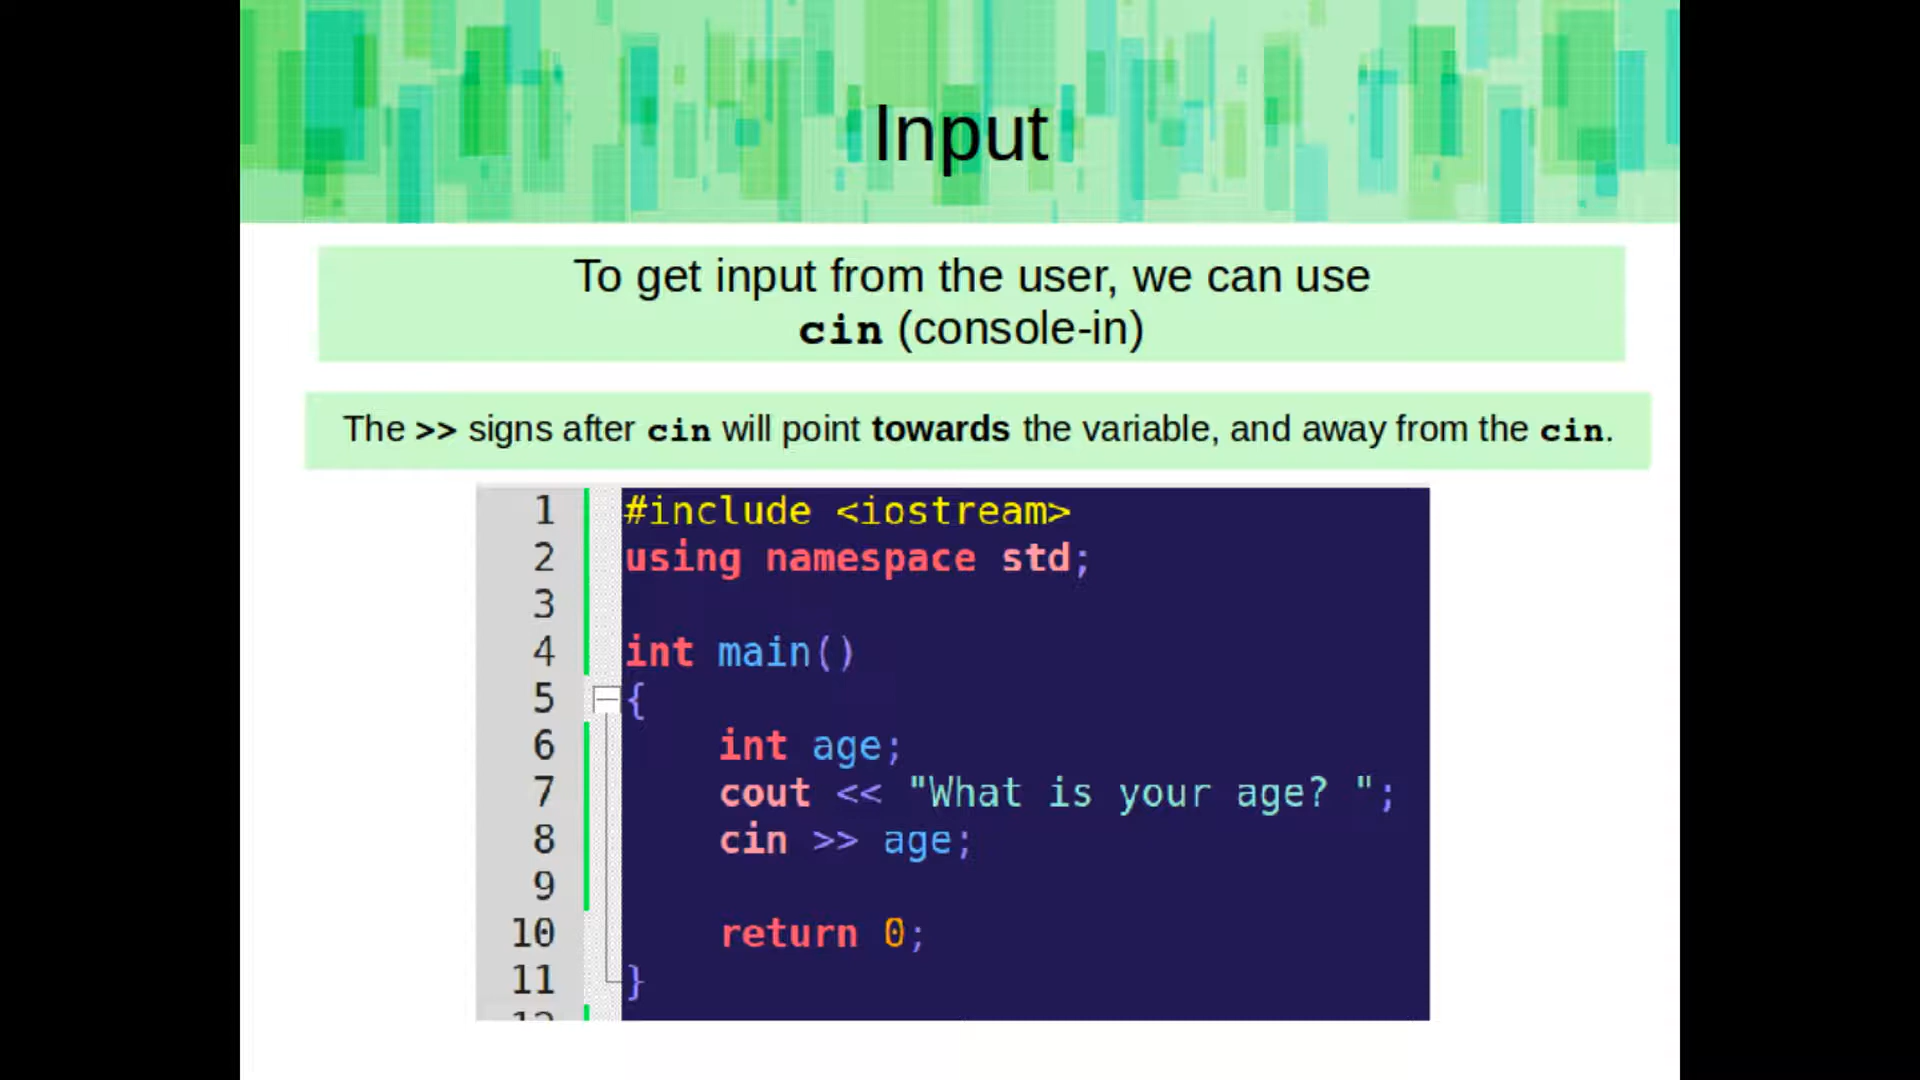 Input
To get input from the user, we can use
cin (console-in)
The >> signs after cin will point towards the variable, and away from the cin.
1 #include <iostream>
2 using namespace std;
3
4 int main()
5 {
6     int age;
7     cout << "What is your age? ";
8     cin >> age;
9
10     return 0;
11 }